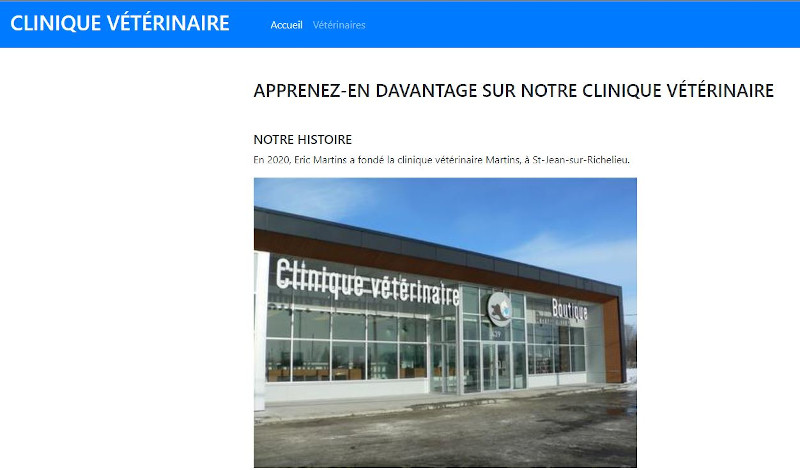 CLINIQUE VÉTÉRINAIRE Accueil Vétérinaires
APPRENEZ-EN DAVANTAGE SUR NOTRE CLINIQUE VÉTÉRINAIRE
NOTRE HISTOIRE
En 2020, Eric Martins a fondé la clinique vétérinaire Martins, à St-Jean-sur-Richelieu.
Clinique vétérinaire
Boutique